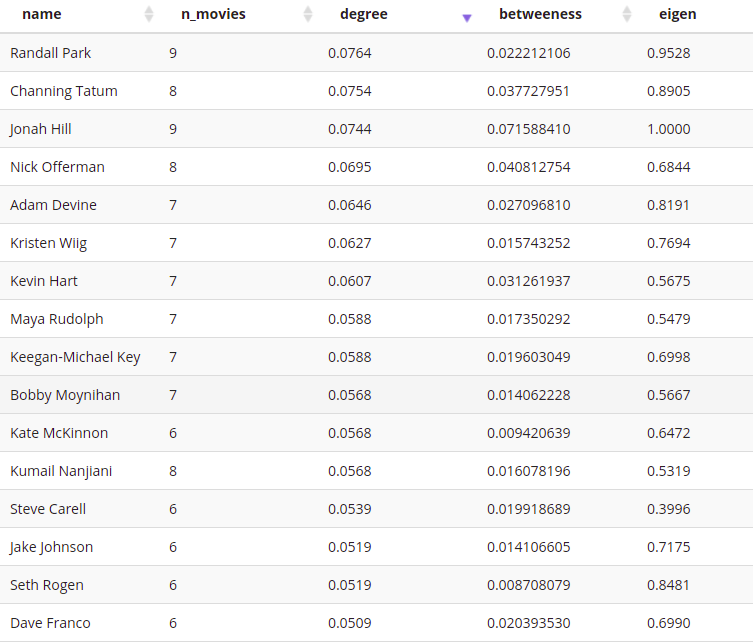 name n_movies degree betweeness eigen
Randall Park 9 0.0764 0.022212106 0.9528
Channing Tatum 8 0.0754 0.037727951 0.8905
Jonah Hill 9 0.0744 0.071588410 1.0000
Nick Offerman 8 0.0695 0.040812754 0.6844
Adam Devine 7 0.0646 0.027096810 0.8191
Kristen Wiig 7 0.0627 0.015743252 0.7694
Kevin Hart 7 0.0607 0.031261937 0.5675
Maya Rudolph 7 0.0588 0.017350292 0.5479
Keegan-Michael Key 7 0.0588 0.019603049 0.6998
Bobby Moynihan 7 0.0568 0.014062228 0.5667
Kate McKinnon 6 0.0568 0.009420639 0.6472
Kumail Nanjiani 8 0.0568 0.016078196 0.5319
Steve Carell 6 0.0539 0.019918689 0.3996
Jake Johnson 6 0.0519 0.014106605 0.7175
Seth Rogen 6 0.0519 0.008708079 0.8481
Dave Franco 6 0.0509 0.020393530 0.6990